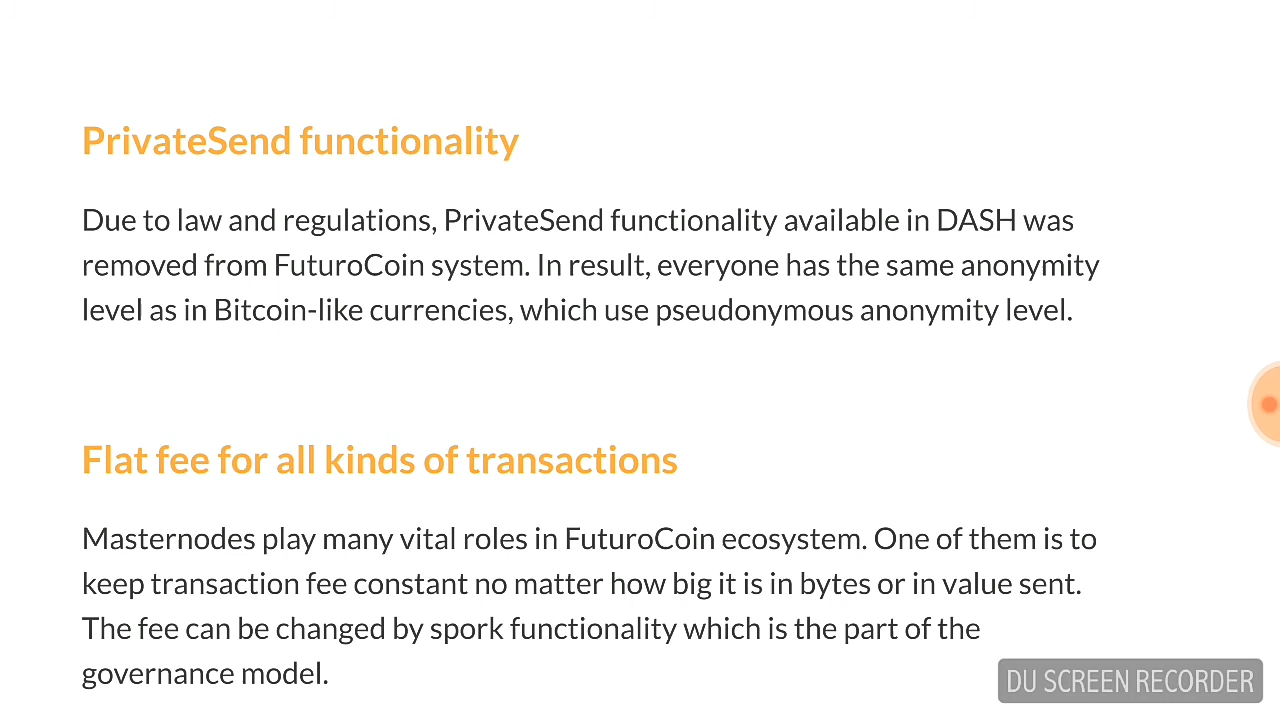 PrivateSend functionality
Due to law and regulations, PrivateSend functionality available in DASH was
removed from FuturoCoin system. In result, everyone has the same anonymity
level as in Bitcoin-like currencies, which use pseudonymous anonymity level.
Flat fee for all kinds of transactions
Masternodes play many vital roles in FuturoCoin ecosystem. One of them is to
keep transaction fee constant no matter how big it is in bytes or in value sent.
The fee can be changed by spork functionality which is the part of the
governance model.
DU SCREEN RECORDER